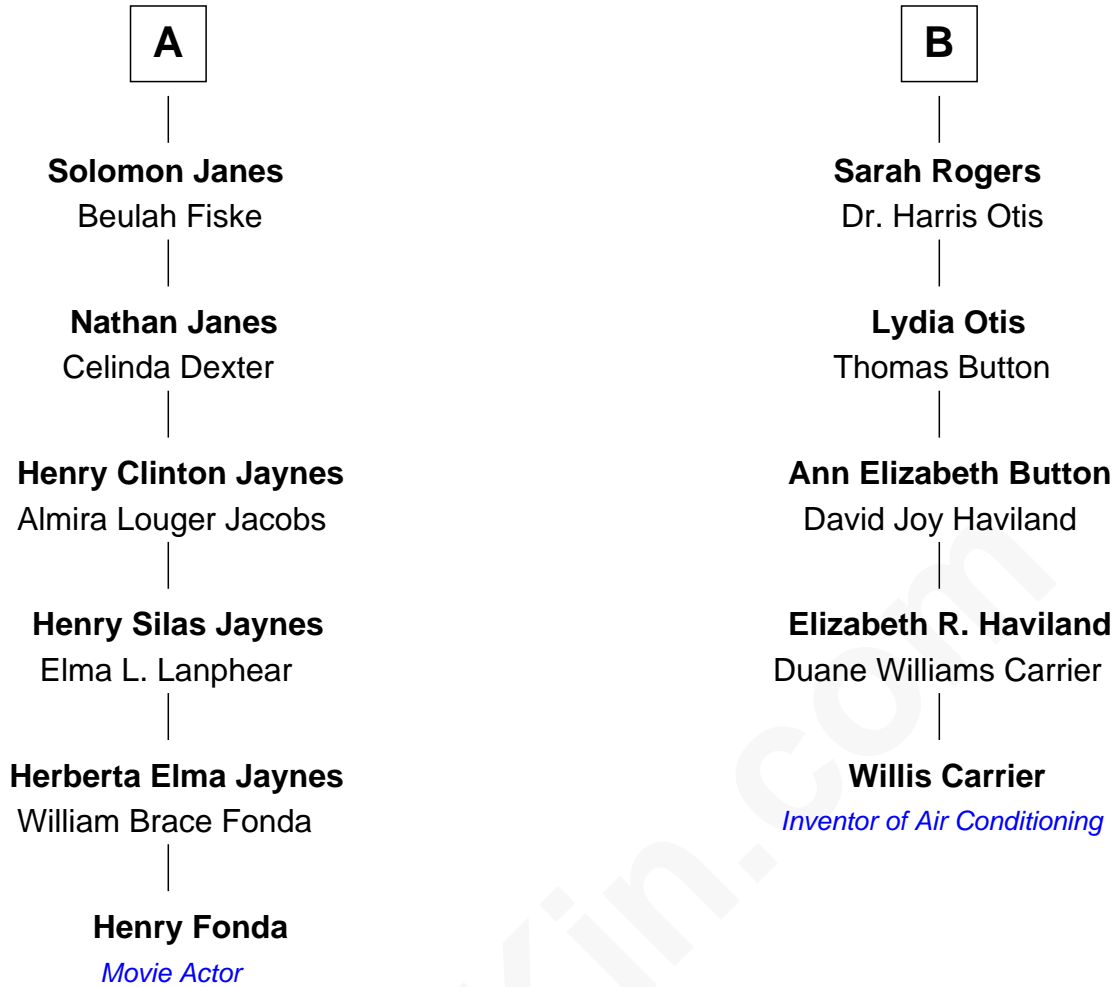 A
Solomon Janes
Beulah Fiske
Nathan Janes
Celinda Dexter
Henry Clinton Jaynes
Almira Louger Jacobs
Henry Silas Jaynes
Elma L. Lanphear
Herberta Elma Jaynes
William Brace Fonda
Henry Fonda
Movie Actor
B
Sarah Rogers
Dr. Harris Otis
Lydia Otis
Thomas Button
Ann Elizabeth Button
David Joy Haviland
Elizabeth R. Haviland
Duane Williams Carrier
Willis Carrier
Inventor of Air Conditioning
Kin.com